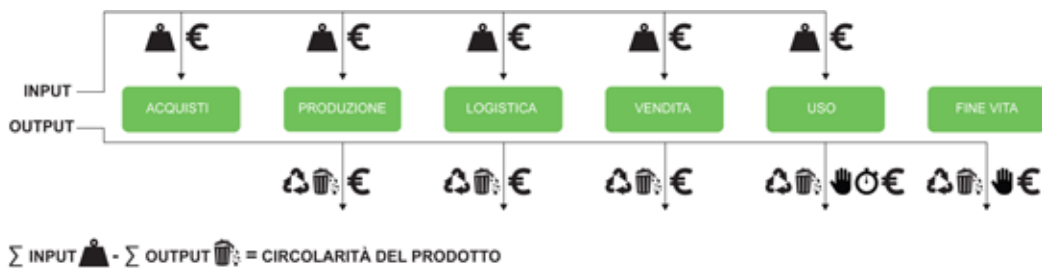 € € € € €
INPUT
ACQUISTI PRODUZIONE LOGISTICA VENDITA USO FINE VITA
OUTPUT
€ € € € €
∑ INPUT - ∑ OUTPUT = CIRCOLARITÀ DEL PRODOTTO